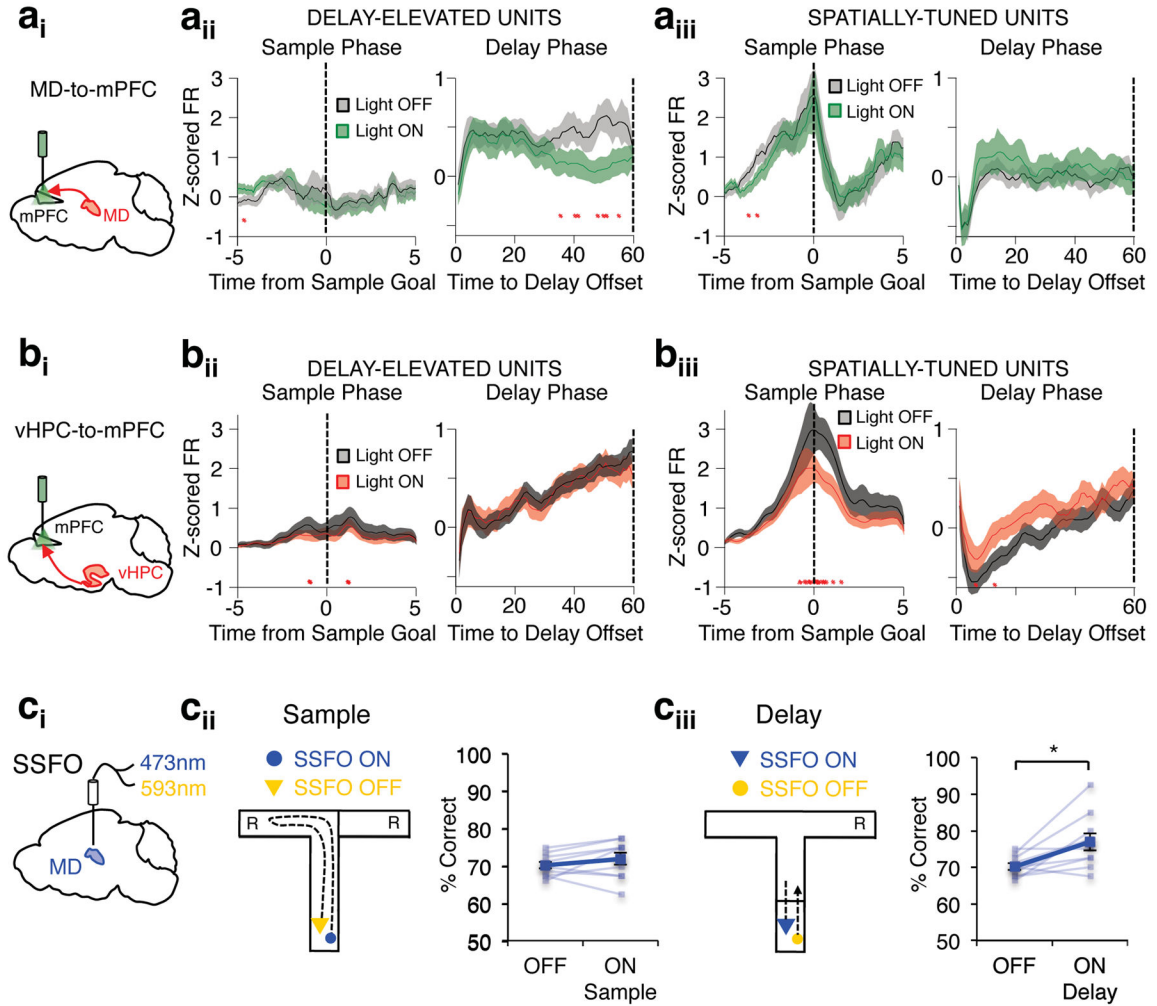 ai
MD-to-mPFC
mPFC
MD
aii
DELAY-ELEVATED UNITS
Sample Phase
Delay Phase
Z-scored FR
3
2
1
0
-1
Light OFF
Light ON
-5
0
5
Time from Sample Goal
1
0
0
20
40
60
Time to Delay Offset
aiii
SPATIALLY-TUNED UNITS
Sample Phase
Delay Phase
Z-scored FR
3
2
1
0
-1
Light OFF
Light ON
-5
0
5
Time from Sample Goal
1
0
0
20
40
60
Time to Delay Offset
bi
vHPC-to-mPFC
mPFC
vHPC
bii
DELAY-ELEVATED UNITS
Sample Phase
Delay Phase
Z-scored FR
3
2
1
0
-1
Light OFF
Light ON
-5
0
5
Time from Sample Goal
1
0
0
20
40
60
Time to Delay Offset
biii
SPATIALLY-TUNED UNITS
Sample Phase
Delay Phase
Z-scored FR
3
2
1
0
-1
Light OFF
Light ON
-5
0
5
Time from Sample Goal
1
0
0
60
Time to Delay Offset
ci
SSFO
473nm
593nm
MD
cii
Sample
SSFO ON
SSFO OFF
R
R
% Correct
100
90
80
70
60
50
OFF
ON
Sample
ciii
Delay
SSFO ON
SSFO OFF
R
% Correct
100
90
80
70
60
50
*
OFF
ON
Delay